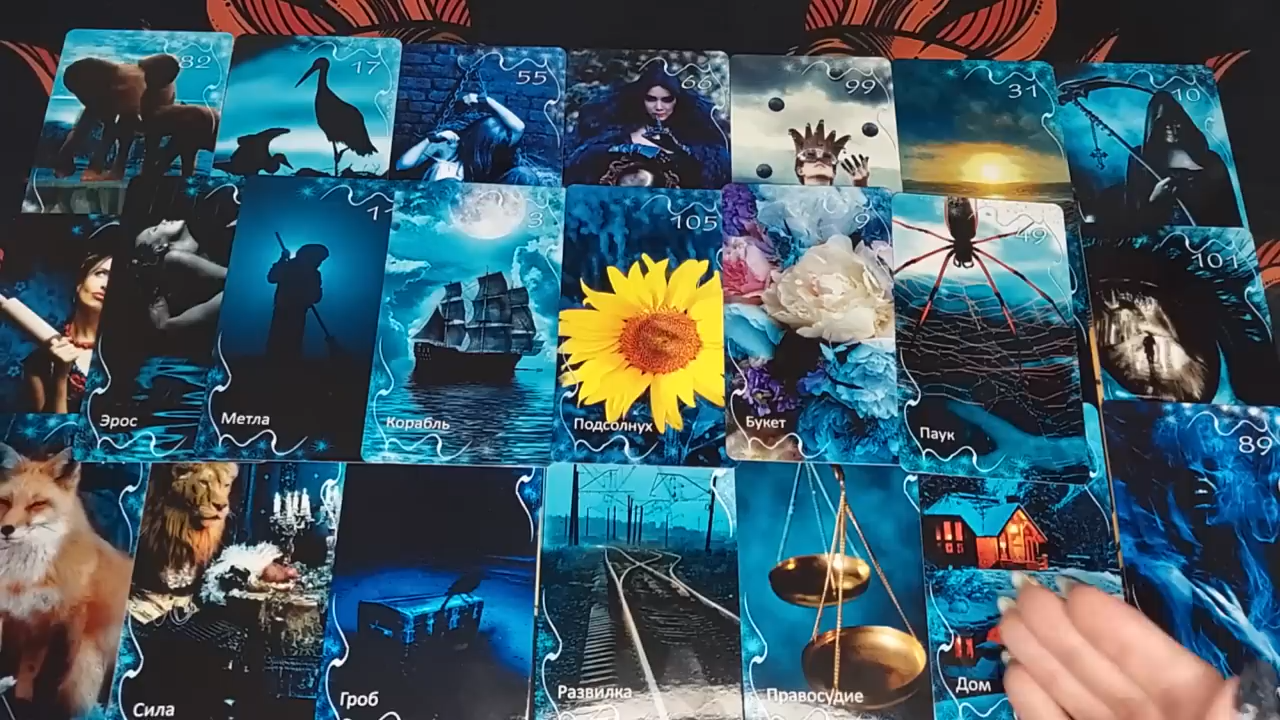 82
17
55
66
99
31
10
Эрос
Метла
1
Корабль
3
Подсолнух
105
Букет
9
Паук
49
101
Сила
Гроб
Развилка
Правосудие
Дом
89